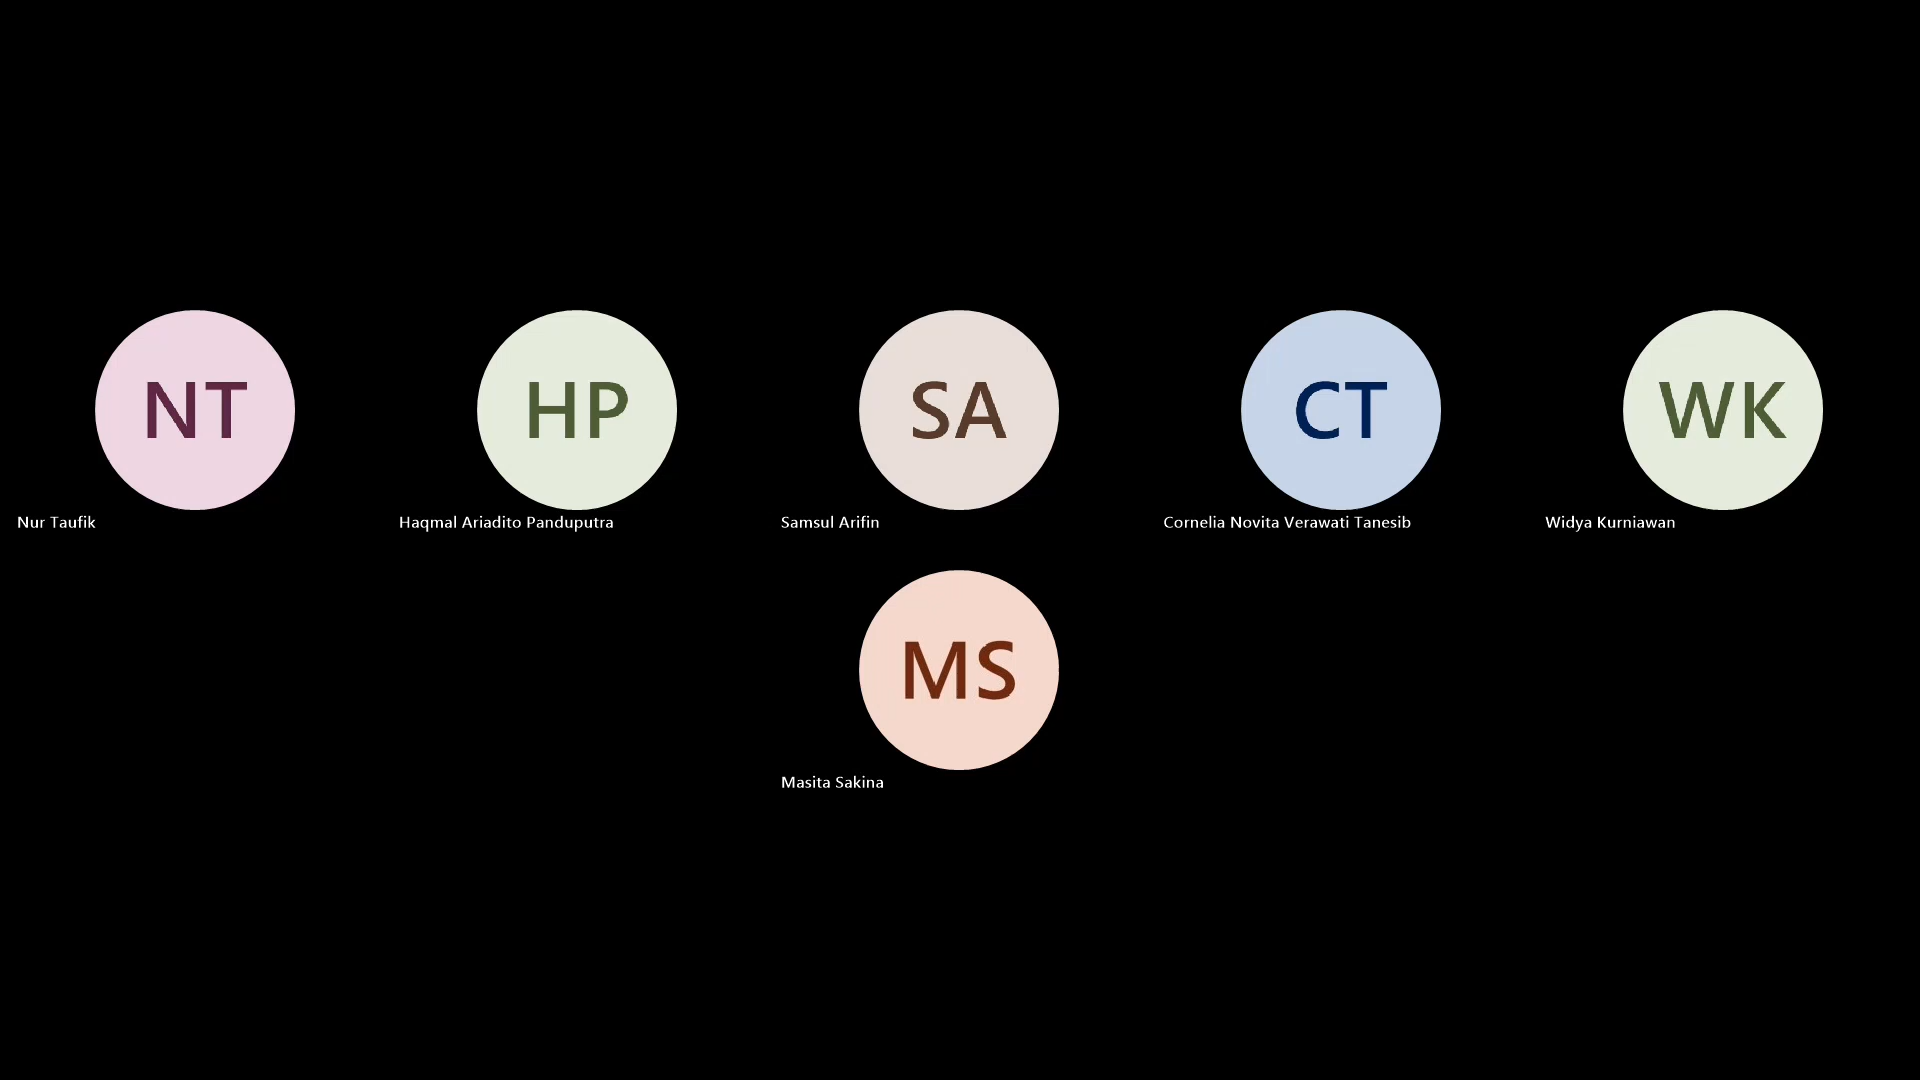 NT
HP
SA
CT
WK
Nur Taufik
Haqmal Ariadito Panduputra
Samsul Arifin
Cornelia Novita Verawati Tanesib
Widya Kurniawan
MS
Masita Sakina